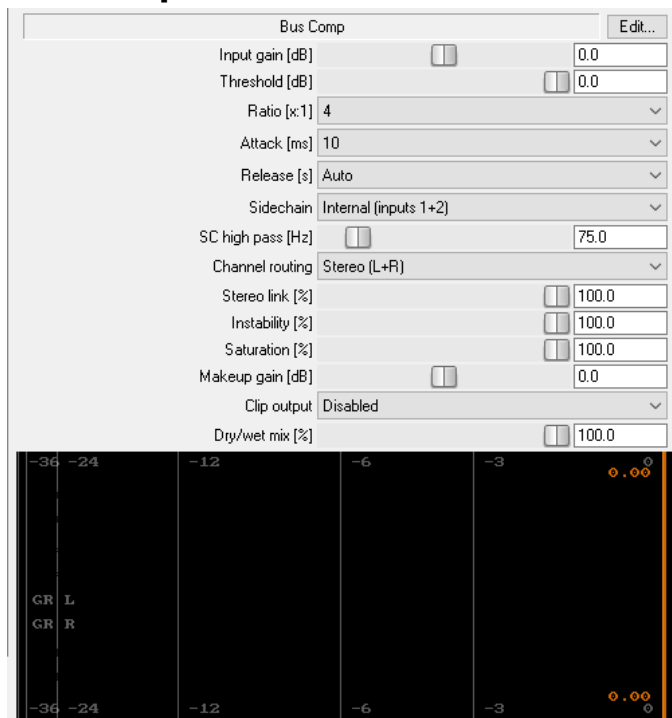 Bus Comp Edit...
Input gain [dB] 0.0
Threshold [dB] 0.0
Ratio [x:1] 4
Attack [ms] 10
Release [s] Auto
Sidechain Internal (inputs 1+2)
SC high pass [Hz] 75.0
Channel routing Stereo (L+R)
Stereo link [%] 100.0
Instability [%] 100.0
Saturation [%] 100.0
Makeup gain [dB] 0.0
Clip output Disabled
Dry/wet mix [%] 100.0
-36 -24 -12 -6 -3 0
0.00
GR L
GR R
0.00
-36 -24 -12 -6 -3 0